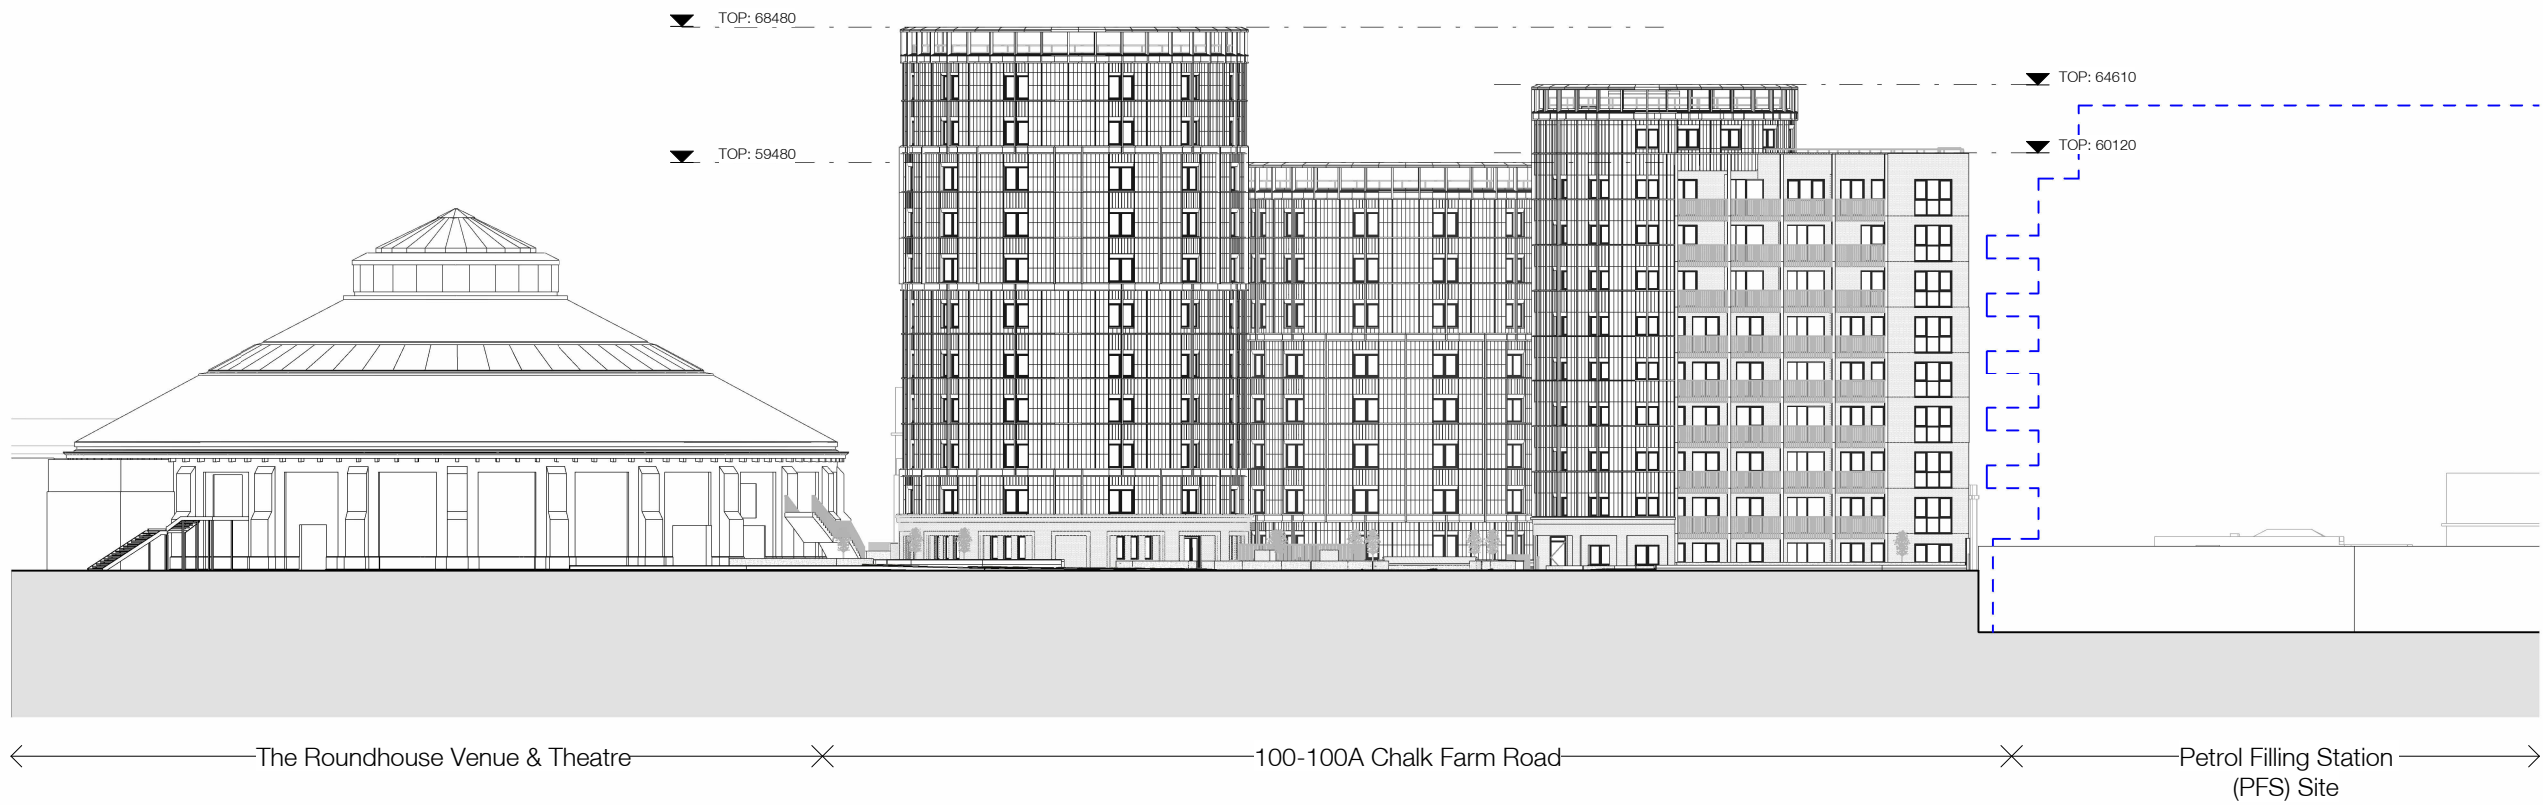 TOP: 68480
TOP: 64610
TOP: 59480
TOP: 60120
The Roundhouse Venue & Theatre
100-100A Chalk Farm Road
Petrol Filling Station
(PFS) Site